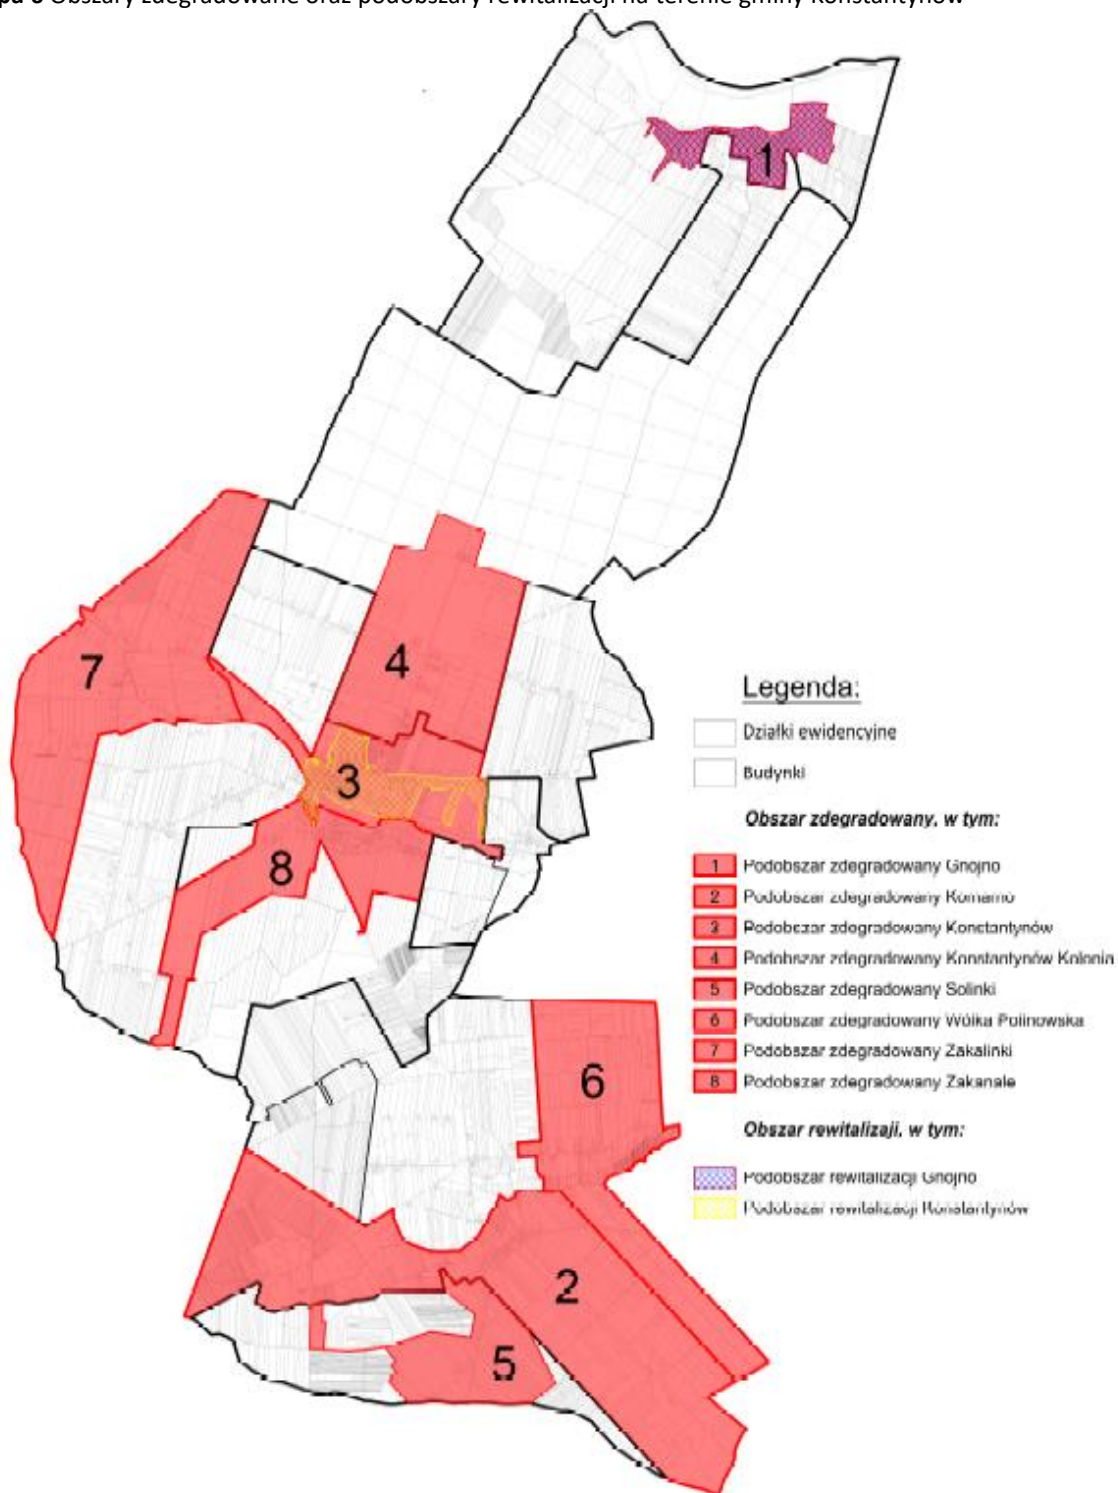 Obszary zdegradowane oraz podobszary rewitalizacji na terenie gminy Konstantynów
1
7
4
3
8
6
2
5
Legenda:
Działki ewidencyjne
Budynki
Obszar zdegradowany, w tym:
1 Podobszar zdegradowany Gnojno
2 Podobszar zdegradowany Komarno
3 Podobszar zdegradowany Konstantynów
4 Podobszar zdegradowany Konstantynów Kolonia
5 Podobszar zdegradowany Solinki
6 Podobszar zdegradowany Wólka Polinowska
7 Podobszar zdegradowany Zakalinki
8 Podobszar zdegradowany Zakanale
Obszar rewitalizaji, w tym:
Podobszar rewitalizacji Gnojno
Podobszar rewitalizacji Konstantynów